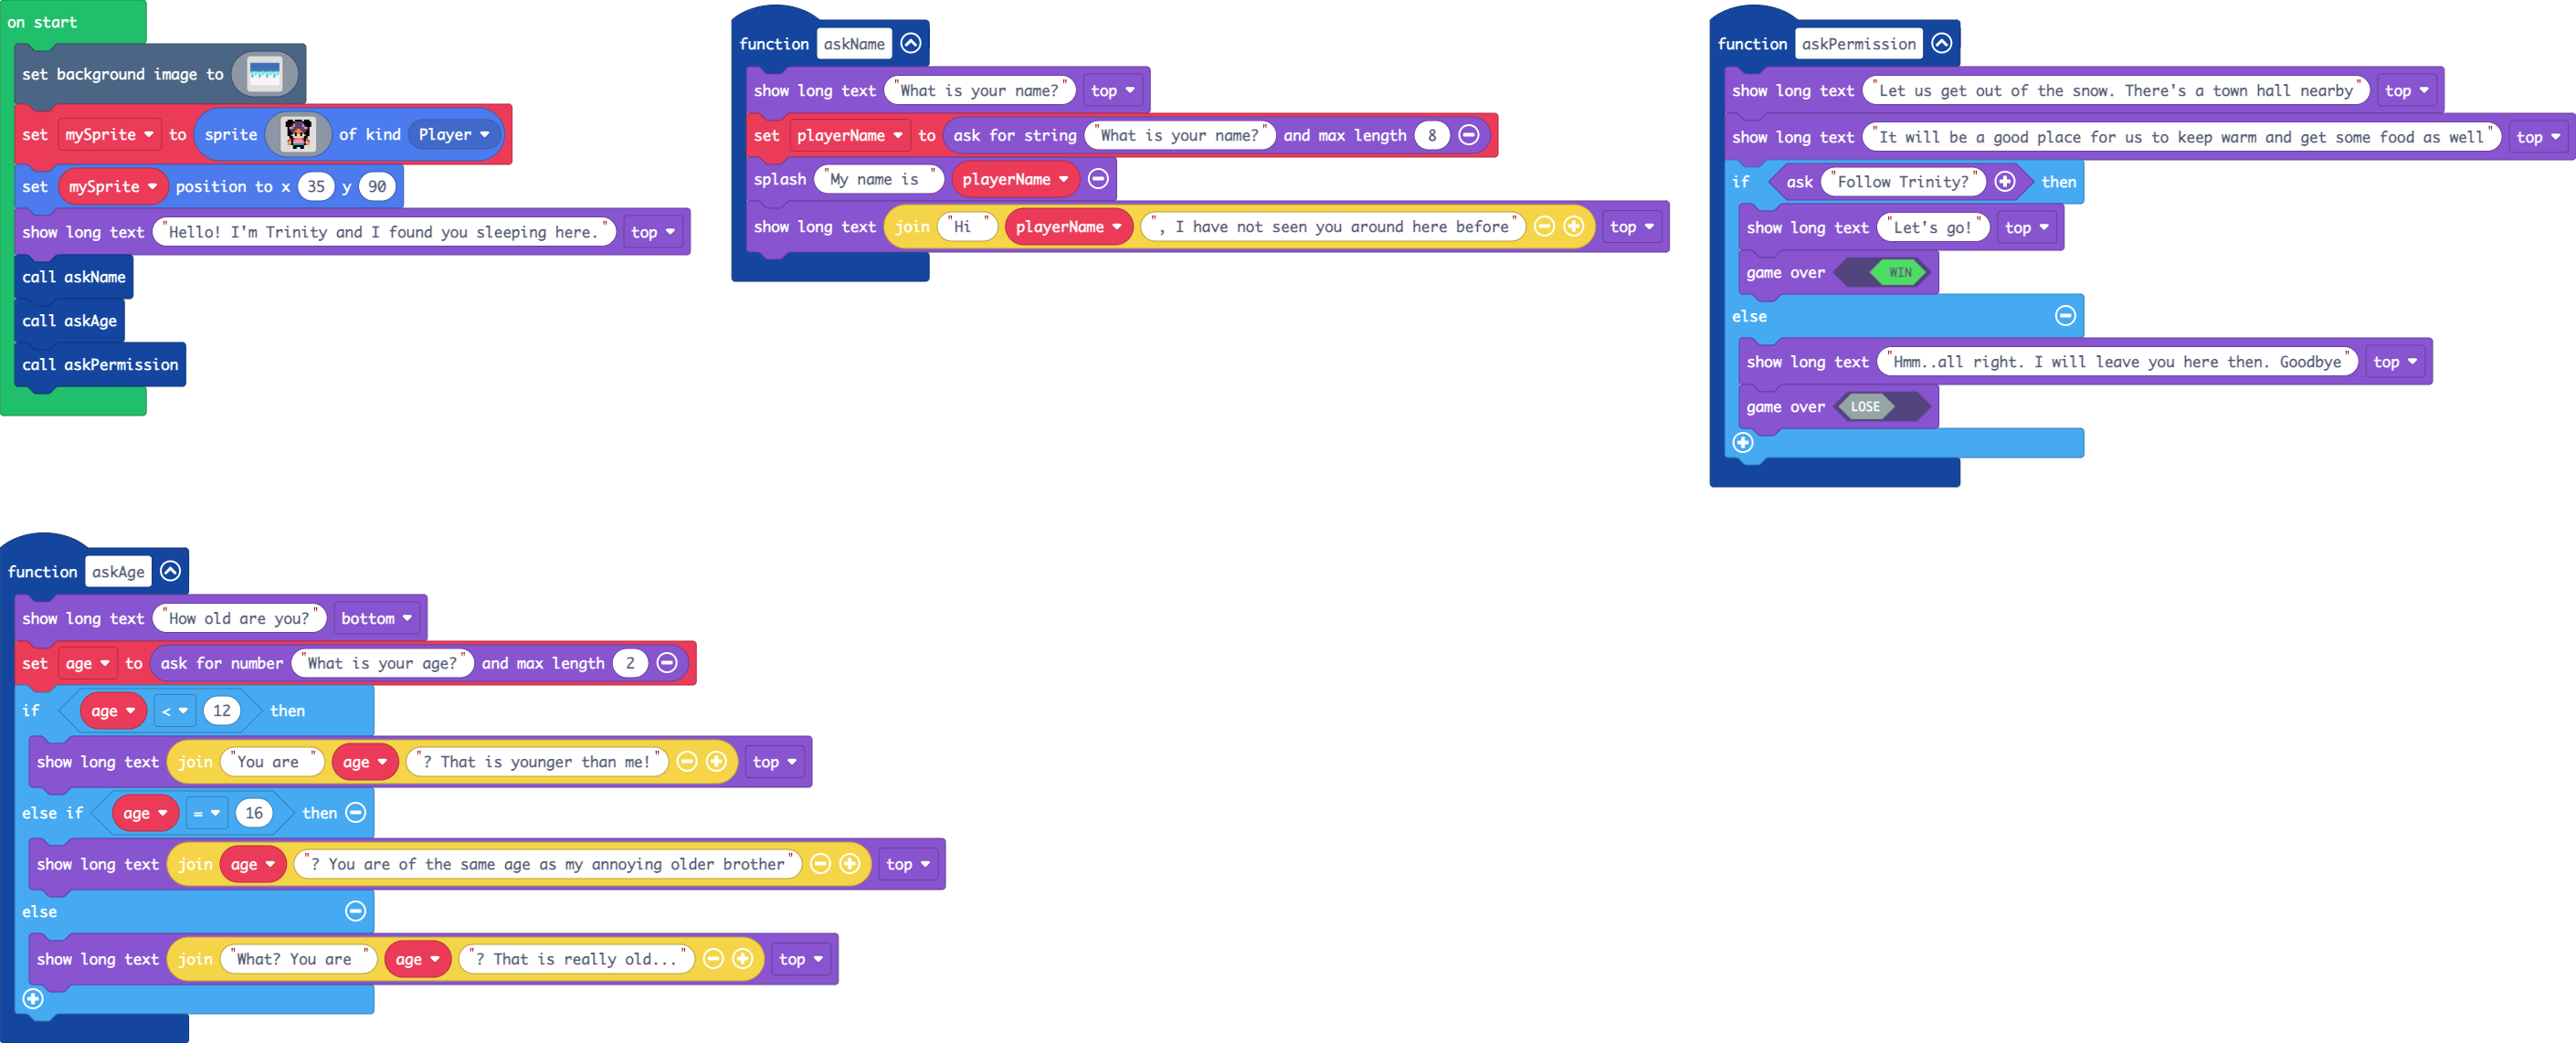 on start
set background image to
set mySprite to sprite of kind Player
set mySprite position to x 35 y 90
show long text "Hello! I'm Trinity and I found you sleeping here." top
call askName
call askAge
call askPermission
function askName
show long text "What is your name?" top
set playerName to ask for string "What is your name?" and max length 8
splash "My name is " playerName
show long text join "Hi " playerName ", I have not seen you around here before" top
function askPermission
show long text "Let us get out of the snow. There's a town hall nearby" top
show long text "It will be a good place for us to keep warm and get some food as well" top
if ask "Follow Trinity?" then
show long text "Let's go!" top
game over WIN
else
show long text "Hmm..all right. I will leave you here then. Goodbye" top
game over LOSE
function askAge
show long text "How old are you?" bottom
set age to ask for number "What is your age?" and max length 2
if age < 12 then
show long text join "You are " age "? That is younger than me!" top
else if age = 16 then
show long text join age "? You are of the same age as my annoying older brother" top
else
show long text join "What? You are " age "? That is really old..." top